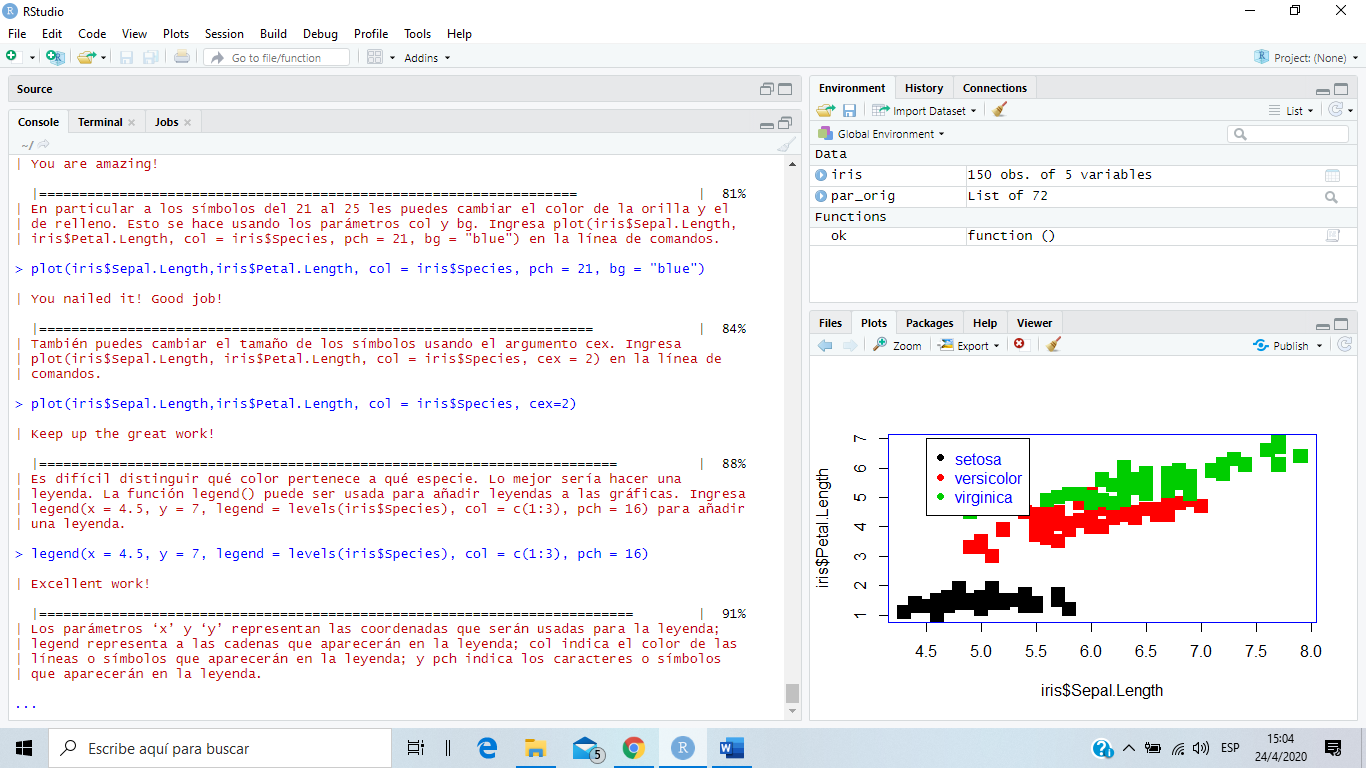 RStudio
File Edit Code View Plots Session Build Debug Profile Tools Help
Go to file/function Addins Project: (None)
Source
Console Terminal Jobs
~/
| You are amazing!
|=================================================================== | 81%
| En particular a los símbolos del 21 al 25 les puedes cambiar el color de la orilla y el
| de relleno. Esto se hace usando los parámetros col y bg. Ingresa plot(iris$Sepal.Length,
| iris$Petal.Length, col = iris$Species, pch = 21, bg = "blue") en la línea de comandos.
> plot(iris$Sepal.Length,iris$Petal.Length, col = iris$Species, pch = 21, bg = "blue")
| You nailed it! Good job!
|===================================================================== | 84%
| También puedes cambiar el tamaño de los símbolos usando el argumento cex. Ingresa
| plot(iris$Sepal.Length, iris$Petal.Length, col = iris$Species, cex = 2) en la línea de
| comandos.
> plot(iris$Sepal.Length,iris$Petal.Length, col = iris$Species, cex=2)
| Keep up the great work!
|======================================================================== | 88%
| Es difícil distinguir qué color pertenece a qué especie. Lo mejor sería hacer una
| leyenda. La función legend() puede ser usada para añadir leyendas a las gráficas. Ingresa
| legend(x = 4.5, y = 7, legend = levels(iris$Species), col = c(1:3), pch = 16) para añadir
| una leyenda.
> legend(x = 4.5, y = 7, legend = levels(iris$Species), col = c(1:3), pch = 16)
| Excellent work!
|========================================================================== | 91%
| Los parámetros ‘x’ y ‘y’ representan las coordenadas que serán usadas para la leyenda;
| legend representa a las cadenas que aparecerán en la leyenda; col indica el color de las
| líneas o símbolos que aparecerán en la leyenda; y pch indica los caracteres o símbolos
| que aparecerán en la leyenda.
...
Environment History Connections
Import Dataset List
Global Environment
Data
iris 150 obs. of 5 variables
par_orig List of 72
Functions
ok function ()
Files Plots Packages Help Viewer
Zoom Export Publish
setosa
versicolor
virginica
iris$Petal.Length
7
6
5
4
3
2
1
4.5 5.0 5.5 6.0 6.5 7.0 7.5 8.0
iris$Sepal.Length
Escribe aquí para buscar
5
ESP
15:04
24/4/2020